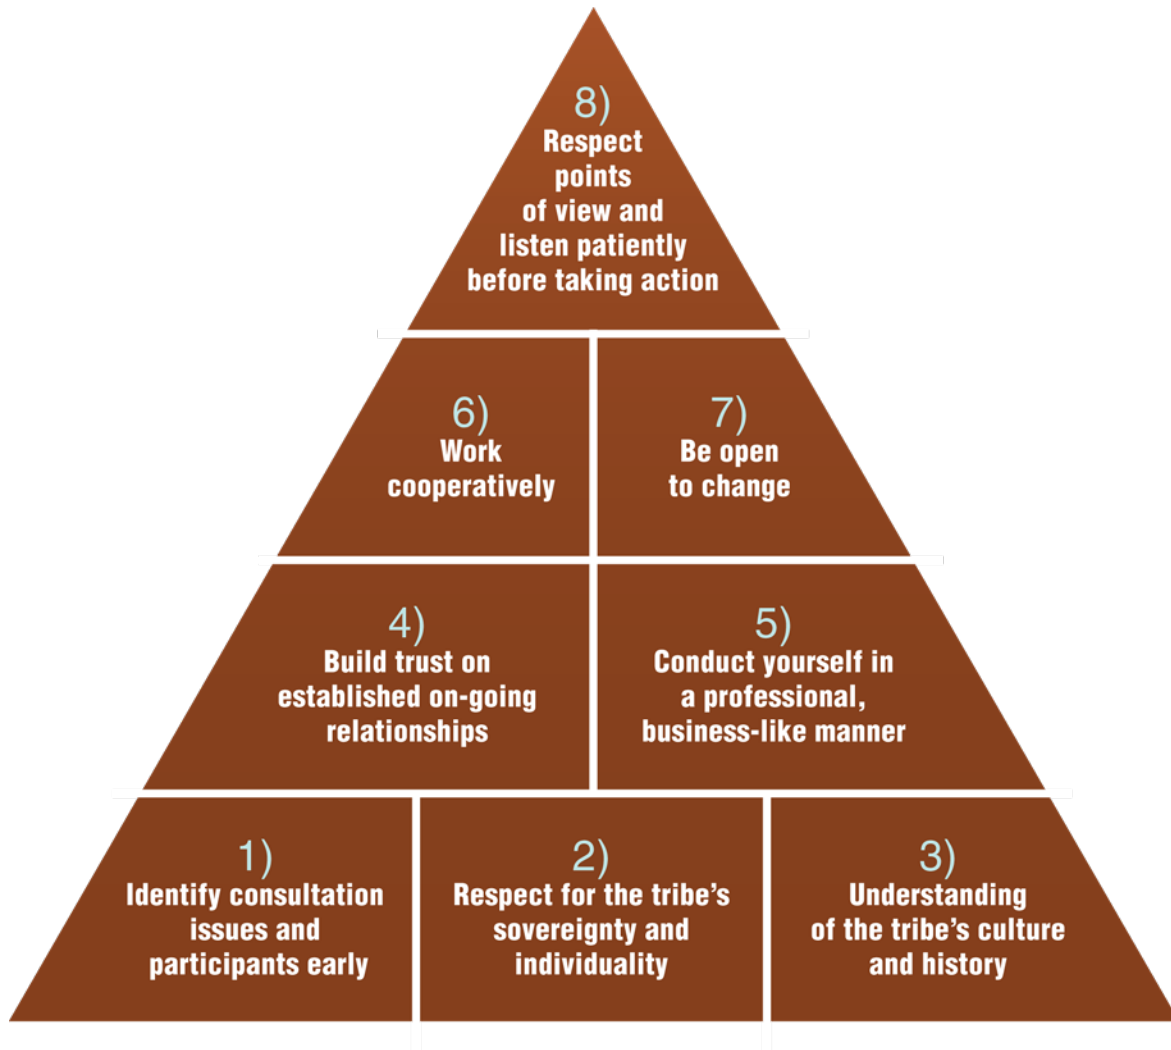 8)
Respect
points
of view and
listen patiently
before taking action
6)
Work
cooperatively
7)
Be open
to change
4)
Build trust on
established on-going
relationships
5)
Conduct yourself in
a professional,
business-like manner
1)
Identify consultation
issues and
participants early
2)
Respect for the tribe’s
sovereignty and
individuality
3)
Understanding
of the tribe’s culture
and history